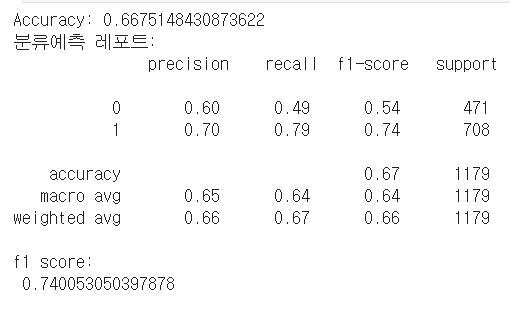 Accuracy: 0.6675148430873622
분류예측 레포트:
precision recall f1-score support
0 0.60 0.49 0.54 471
1 0.70 0.79 0.74 708
accuracy 0.67 1179
macro avg 0.65 0.64 0.64 1179
weighted avg 0.66 0.67 0.66 1179
f1 score:
0.740053050397878